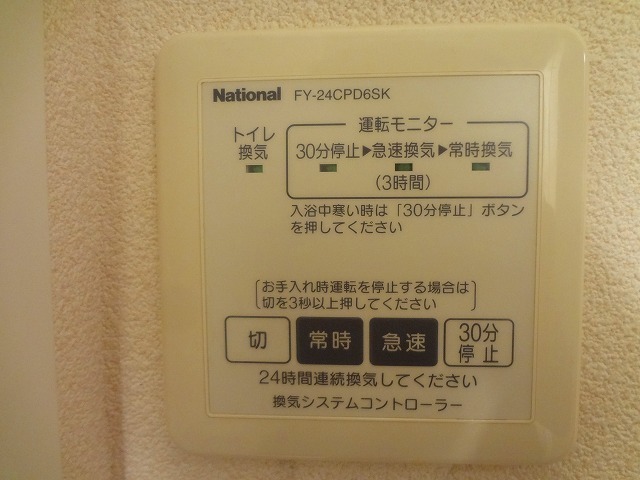 National FY-24CPD6SK
運転モニター
トイレ
換気
30分停止▶急速換気▶常時換気
(3時間)
入浴中寒い時は「30分停止」ボタン
を押してください
お手入れ時運転を停止する場合は
切を3秒以上押してください
切 常時 急速 30分
停止
24時間連続換気してください
換気システムコントローラー